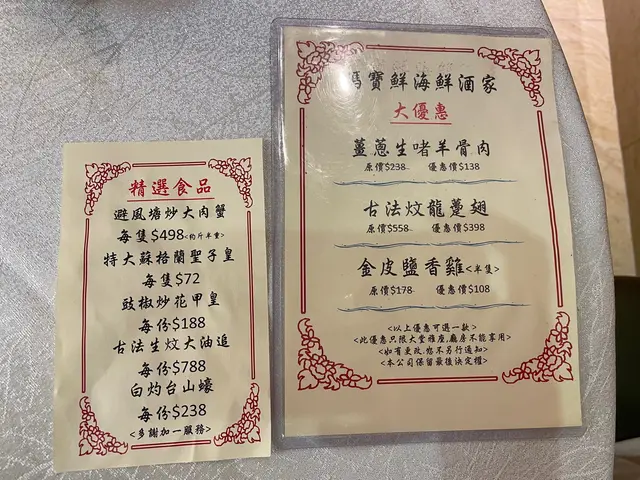 精選食品
避風塘炒大肉蟹
每隻$498<約斤半重>
特大蘇格蘭聖子皇
每隻$72
豉椒炒花甲皇
每份$188
古法生炆大油追
每份$788
白灼台山蠔
每份$238
<多謝加一服務>
瑪寶鮮海鮮酒家
大優惠
薑蔥生啫羊骨肉
原價$238 優惠價$138
古法炆龍躉翅
原價$558 優惠價$398
金皮鹽香雞<半隻>
原價$178 優惠價$108
<以上優惠可選一款>
<此優惠只限大堂雅座,廳房不能享用>
<如有更改,恕不另行通知>
<本公司保留最後決定權>